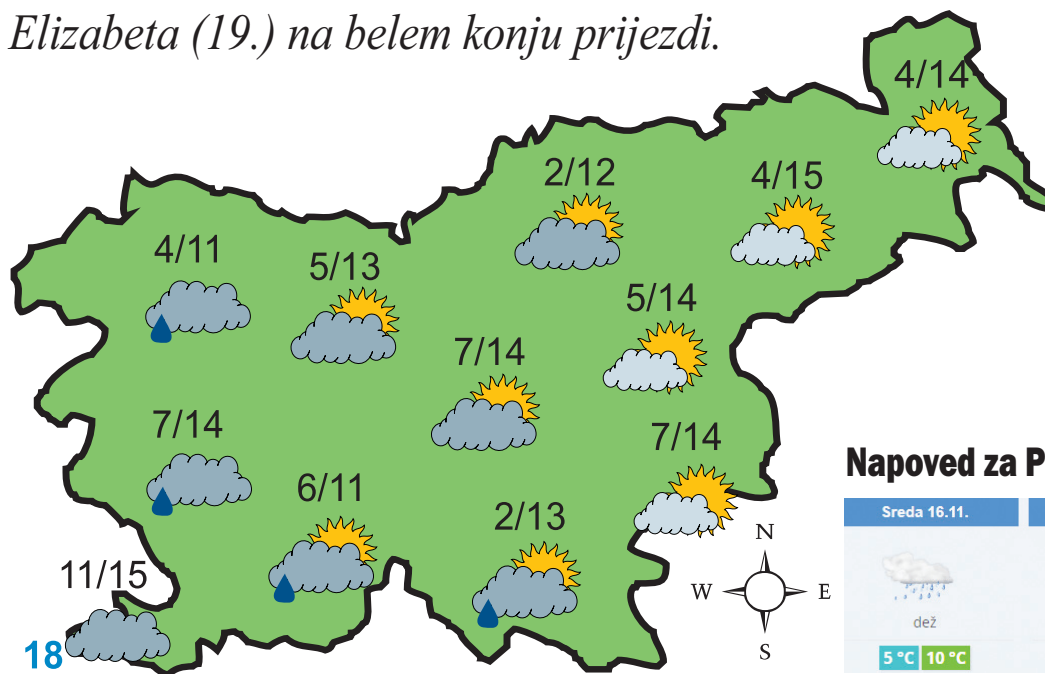 Elizabeta (19.) na belem konju prijezdi.
4/14
2/12
4/15
4/11
5/13
5/14
7/14
7/14
7/14
6/11
2/13
11/15
18
N
W
E
S
Napoved za P
Sreda 16.11.
dež
5 °C 10 °C